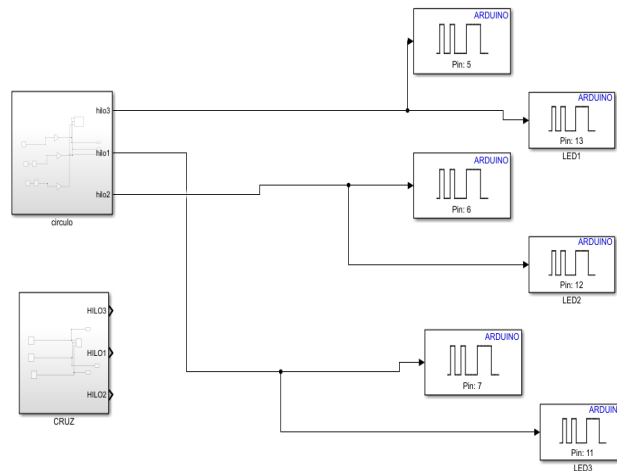 ARDUINO
Pin: 5
hilo3
hilo1
hilo2
circulo
ARDUINO
Pin: 13
LED1
ARDUINO
Pin: 6
ARDUINO
Pin: 12
LED2
HILO3
HILO1
HILO2
CRUZ
ARDUINO
Pin: 7
ARDUIN
Pin: 11
LED3